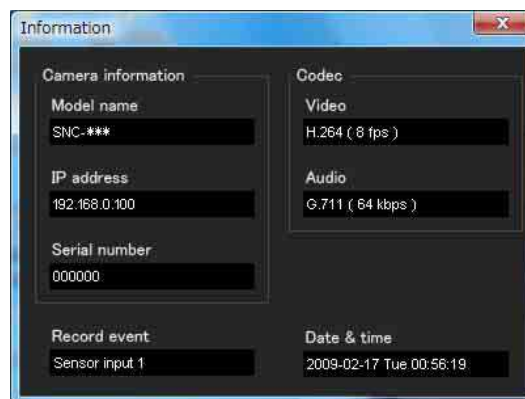 Information
Camera information
Model name
SNC-***
IP address
192.168.0.100
Serial number
000000
Codec
Video
H.264 ( 8 fps )
Audio
G.711 ( 64 kbps )
Record event
Sensor input 1
Date & time
2009-02-17 Tue 00:56:19